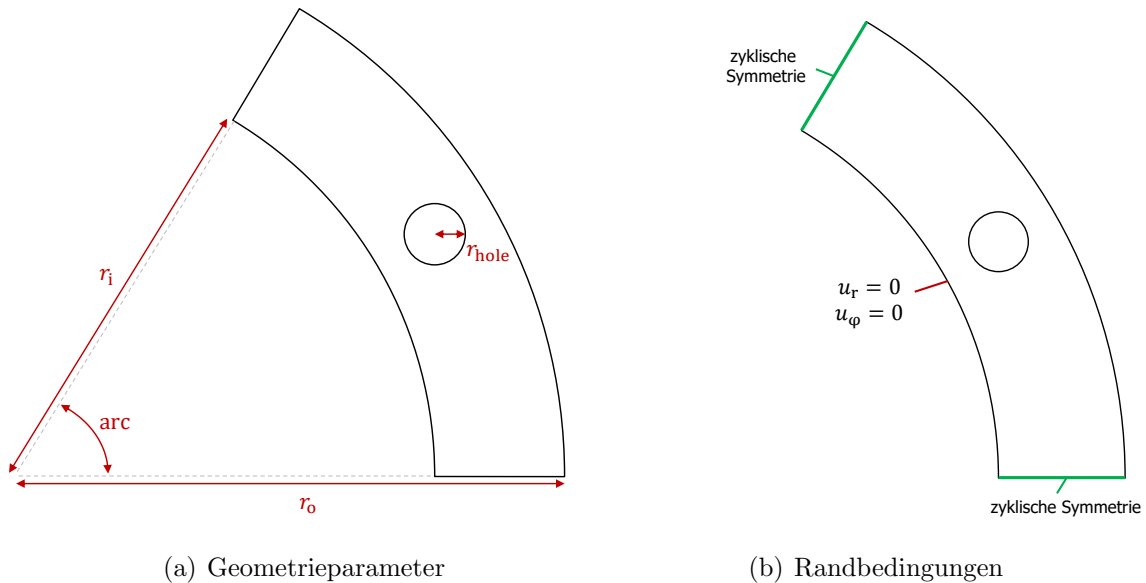 r_i
arc
r_hole
r_o
(a) Geometrieparameter
zyklische
Symmetrie
u_r = 0
u_φ = 0
zyklische Symmetrie
(b) Randbedingungen